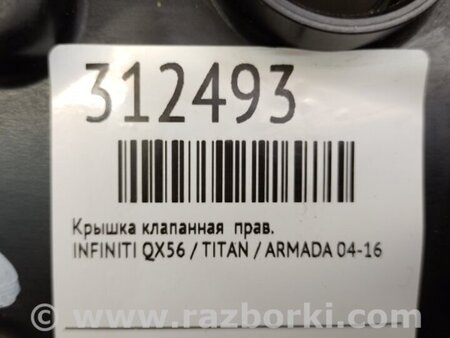 312493
Крышка клапанная прав.
INFINITI QX56 / TITAN / ARMADA 04-16
© www.razborki.com